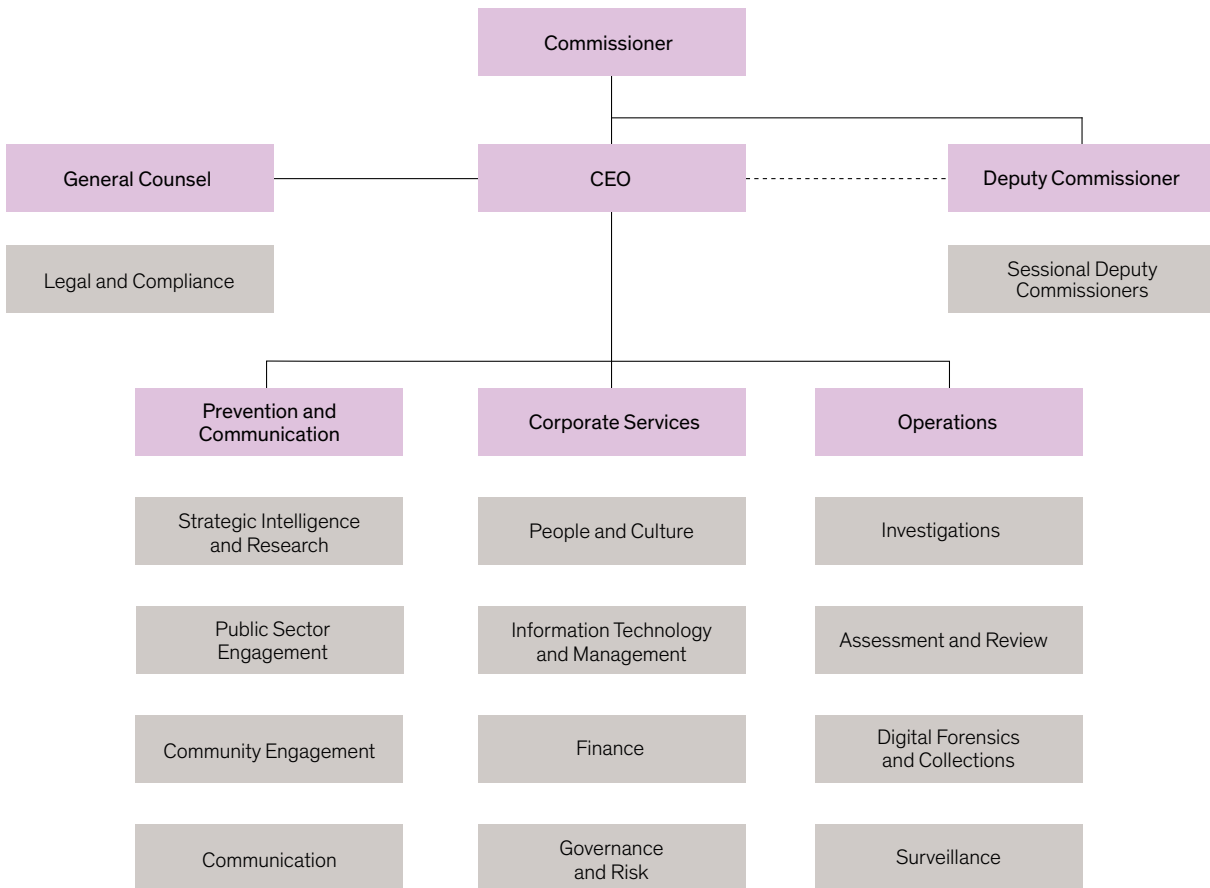 Commissioner
General Counsel
CEO
Deputy Commissioner
Legal and Compliance
Sessional Deputy
Commissioners
Prevention and
Communication
Corporate Services
Operations
Strategic Intelligence
and Research
People and Culture
Investigations
Public Sector
Engagement
Information Technology
and Management
Assessment and Review
Community Engagement
Finance
Digital Forensics
and Collections
Communication
Governance
and Risk
Surveillance